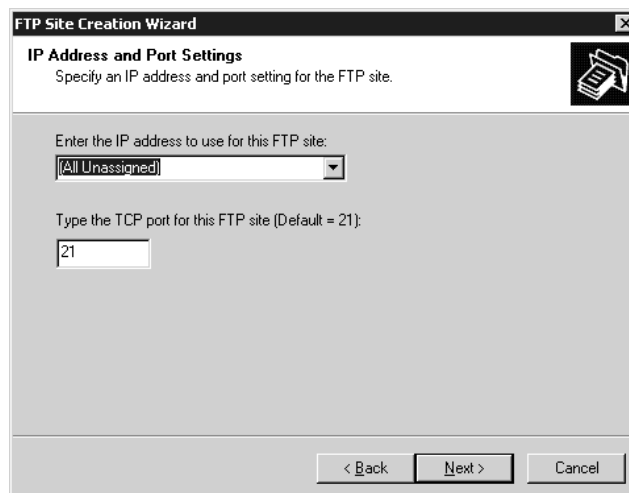 FTP Site Creation Wizard
IP Address and Port Settings
Specify an IP address and port setting for the FTP site.
Enter the IP address to use for this FTP site:
(All Unassigned)
Type the TCP port for this FTP site (Default = 21):
21
< Back
Next >
Cancel